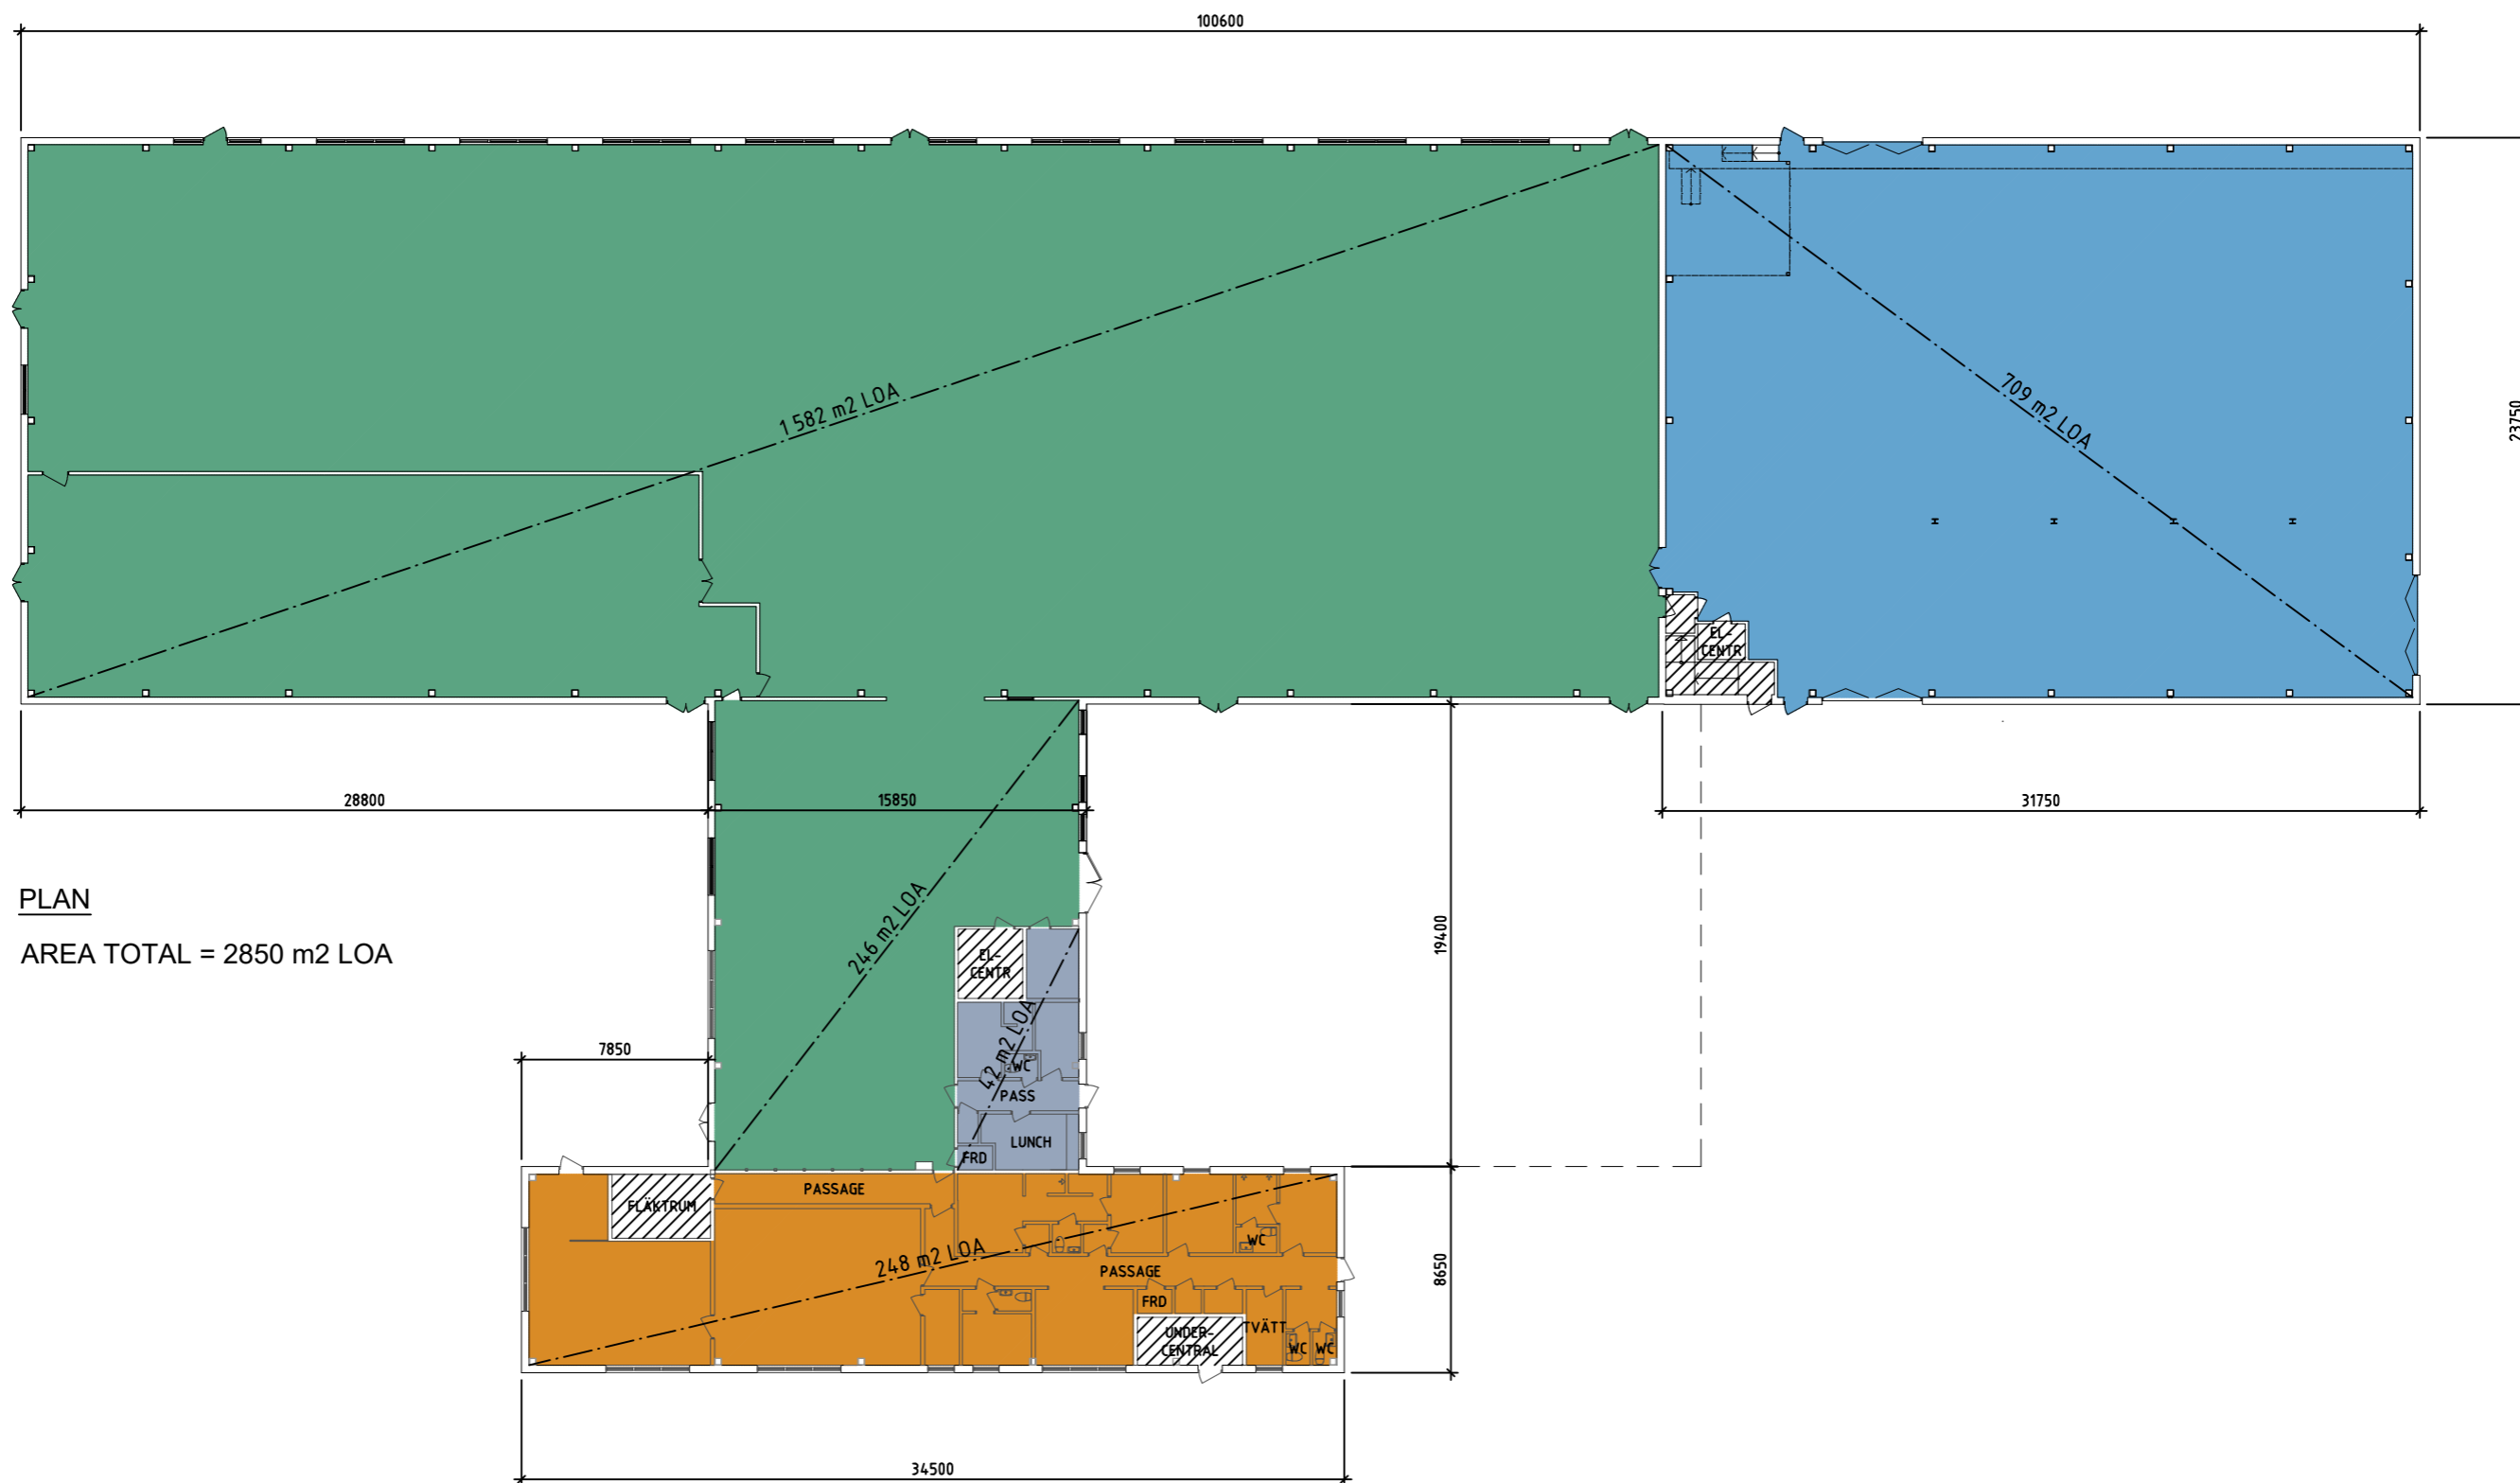 100600
1 582 m2 LOA
709 m2 LOA
23750
EL-
CENTR
28800
15850
31750
PLAN
AREA TOTAL = 2850 m2 LOA
246 m2 LOA
19400
EL-
CENTR
42 m2 LOA
7850
WC
PASS
LUNCH
FRD
PASSAGE
FLÄKTRUM
248 m2 LOA
WC
PASSAGE
8650
FRD
UNDER-
CENTRAL
TVÄTT
WC
WC
34500